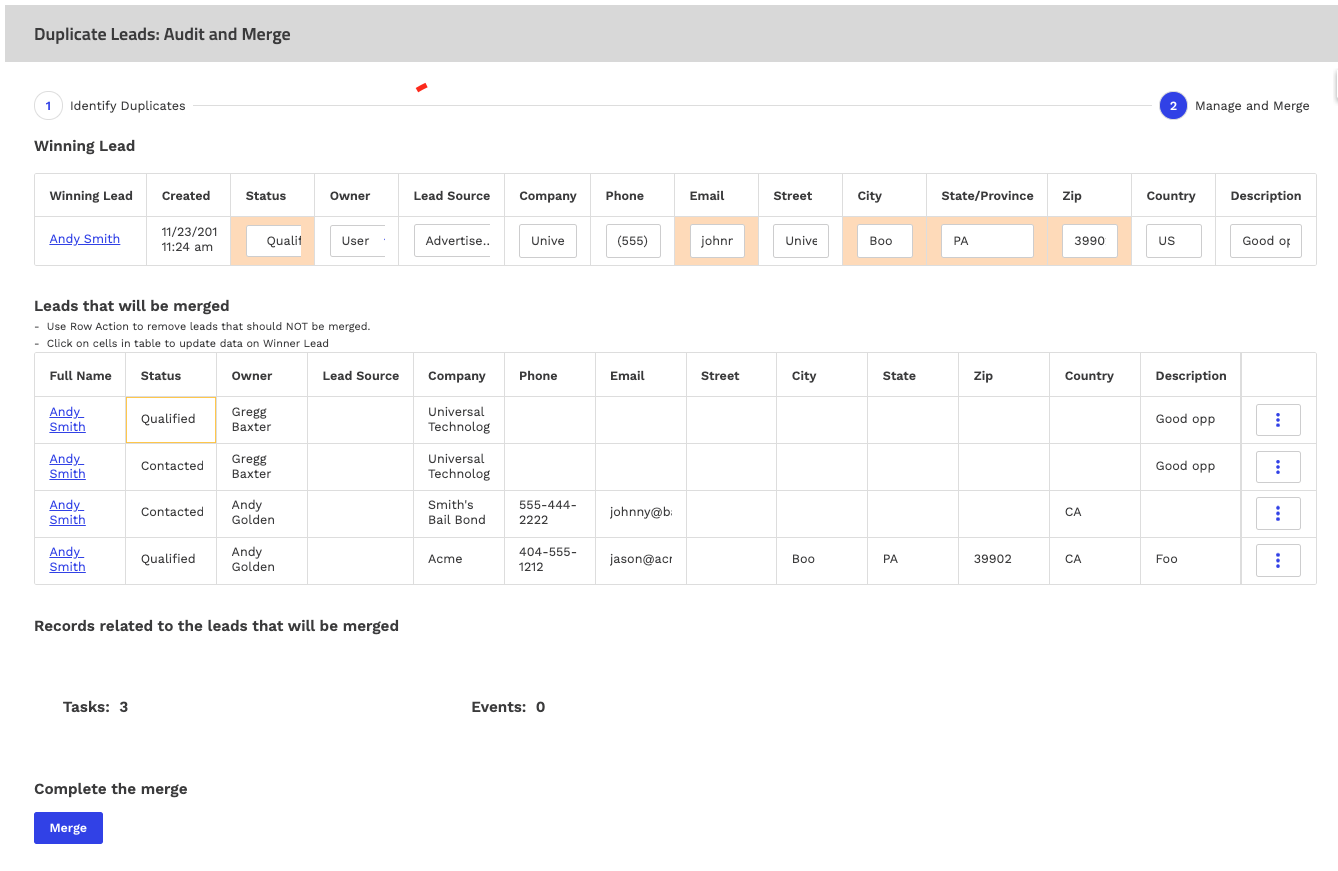 Duplicate Leads: Audit and Merge
1 Identify Duplicates 2 Manage and Merge
Winning Lead
Winning Lead Created Status Owner Lead Source Company Phone Email Street City State/Province Zip Country Description
Andy Smith 11/23/201 11:24 am Qualif User Advertise.. Unive (555) johnr Unive Boo PA 3990 US Good op
Leads that will be merged
- Use Row Action to remove leads that should NOT be merged.
- Click on cells in table to update data on Winner Lead
Full Name Status Owner Lead Source Company Phone Email Street City State Zip Country Description
Andy Smith Qualified Gregg Baxter Universal Technolog Good opp
Andy Smith Contacted Gregg Baxter Universal Technolog Good opp
Andy Smith Contacted Andy Golden Smith's Bail Bond 555-444-2222 johnny@b CA
Andy Smith Qualified Andy Golden Acme 404-555-1212 jason@acr Boo PA 39902 CA Foo
Records related to the leads that will be merged
Tasks: 3 Events: 0
Complete the merge
Merge